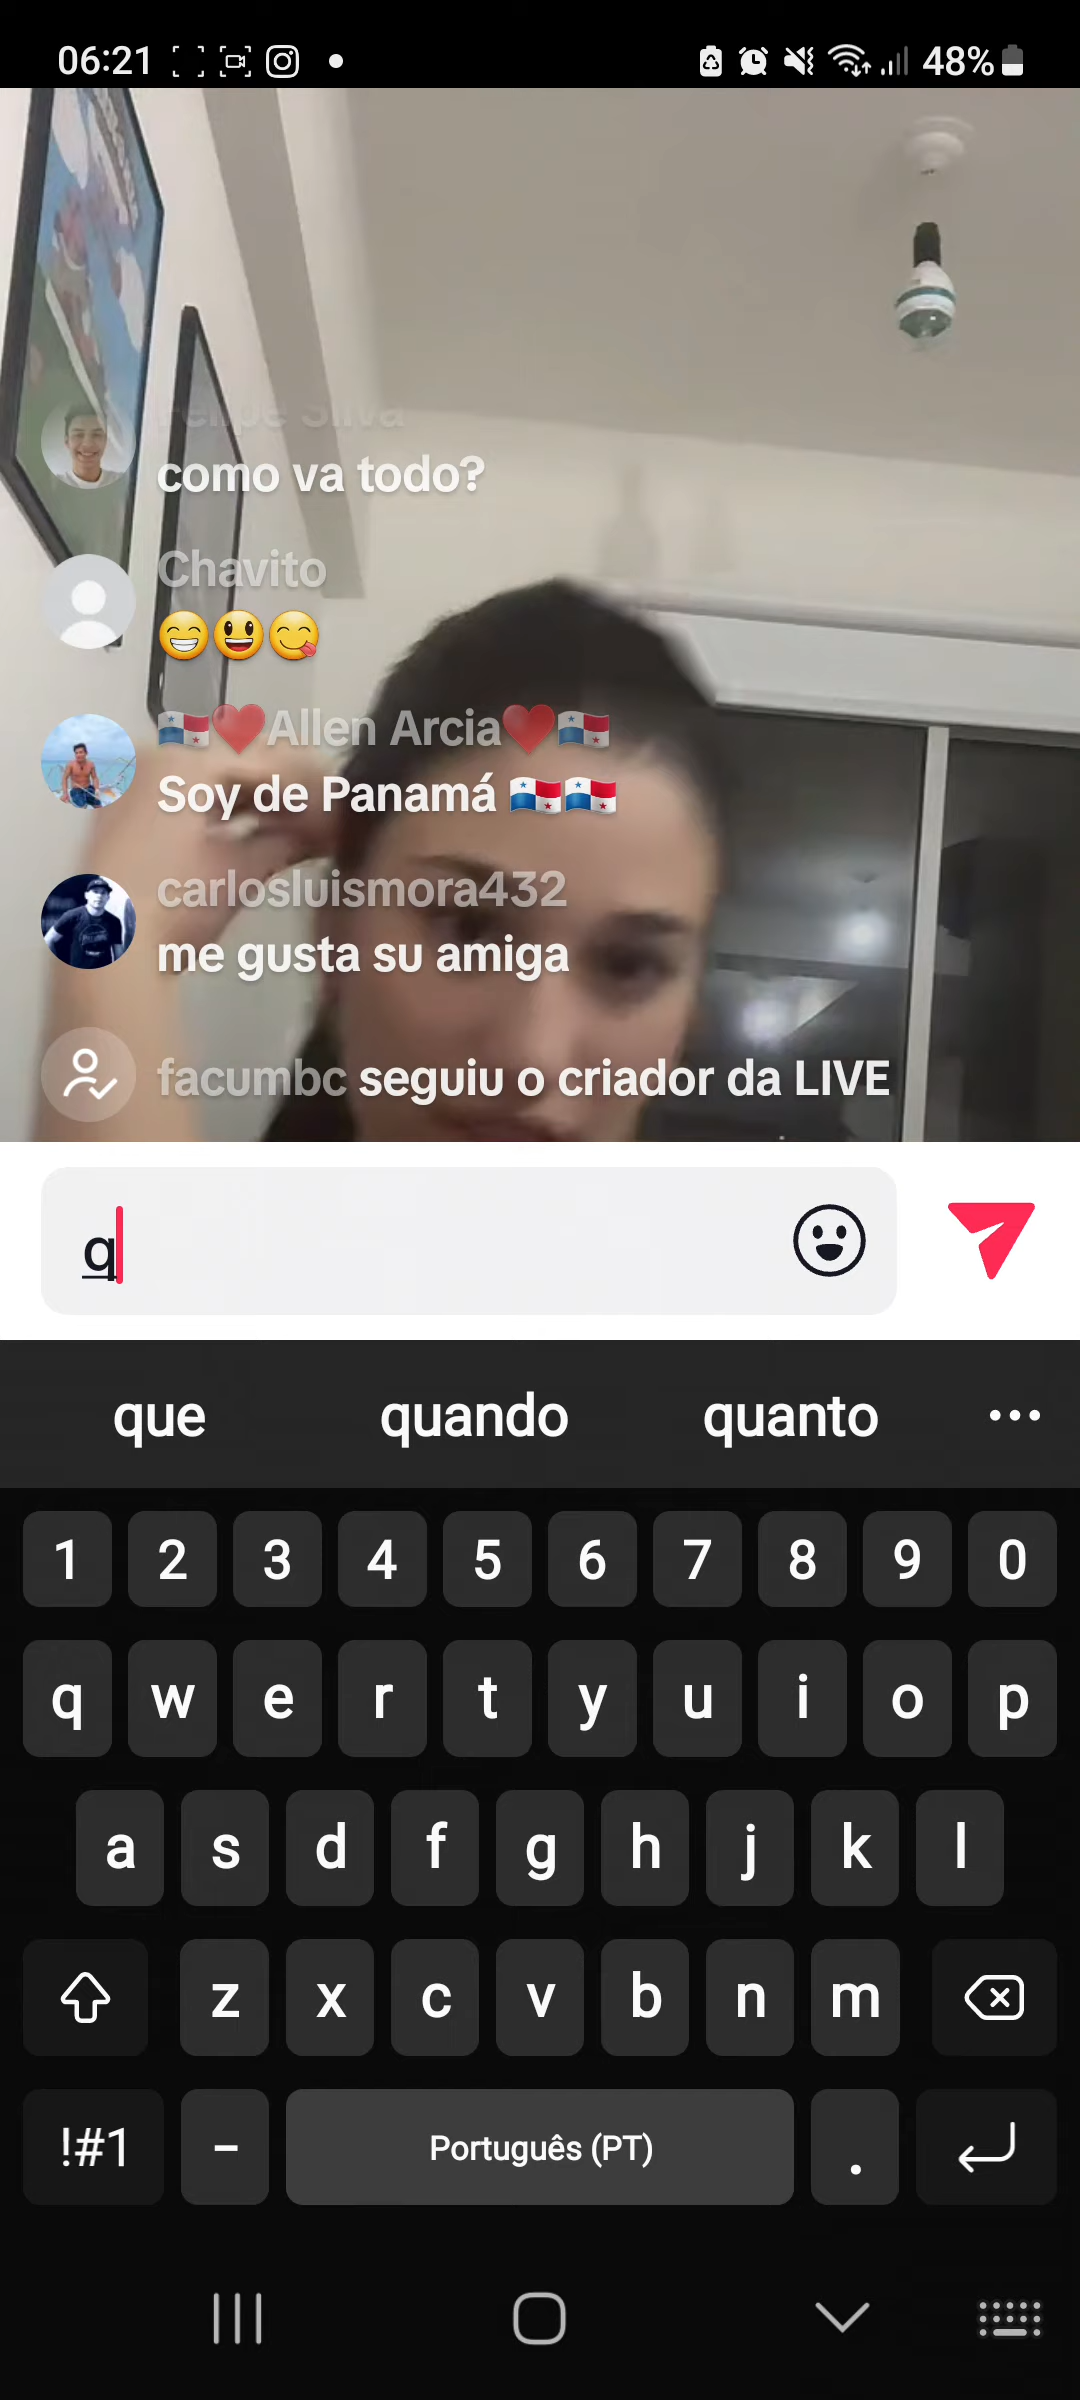 06:21
48%
Felipe Silva
como va todo?
Chavito
😁😃😋
🇵🇦❤️Allen Arcia❤️🇵🇦
Soy de Panamá 🇵🇦🇵🇦
carlosluismora432
me gusta su amiga
facumbc seguiu o criador da LIVE
q
que quando quanto
1 2 3 4 5 6 7 8 9 0
q w e r t y u i o p
a s d f g h j k l
z x c v b n m
!#1 - Português (PT) .